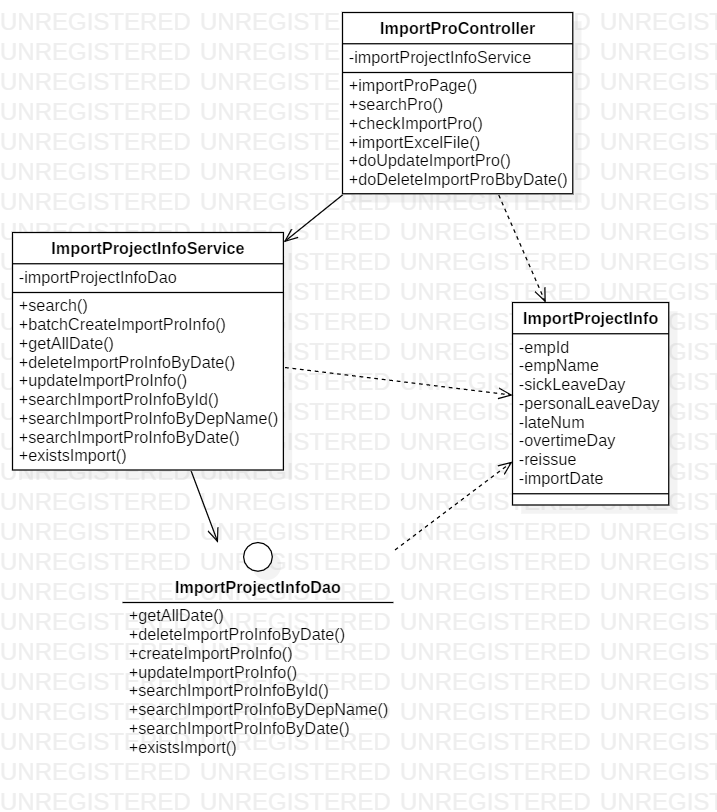 ImportProController
-importProjectInfoService
+importProPage()
+searchPro()
+checkImportPro()
+importExcelFile()
+doUpdateImportPro()
+doDeleteImportProBbyDate()
ImportProjectInfoService
-importProjectInfoDao
+search()
+batchCreateImportProInfo()
+getAllDate()
+deleteImportProInfoByDate()
+updateImportProInfo()
+searchImportProInfoById()
+searchImportProInfoByDepName()
+searchImportProInfoByDate()
+existsImport()
ImportProjectInfo
-empId
-empName
-sickLeaveDay
-personalLeaveDay
-lateNum
-overtimeDay
-reissue
-importDate
ImportProjectInfoDao
+getAllDate()
+deleteImportProInfoByDate()
+createImportProInfo()
+updateImportProInfo()
+searchImportProInfoById()
+searchImportProInfoByDepName()
+searchImportProInfoByDate()
+existsImport()
UNREGISTERED